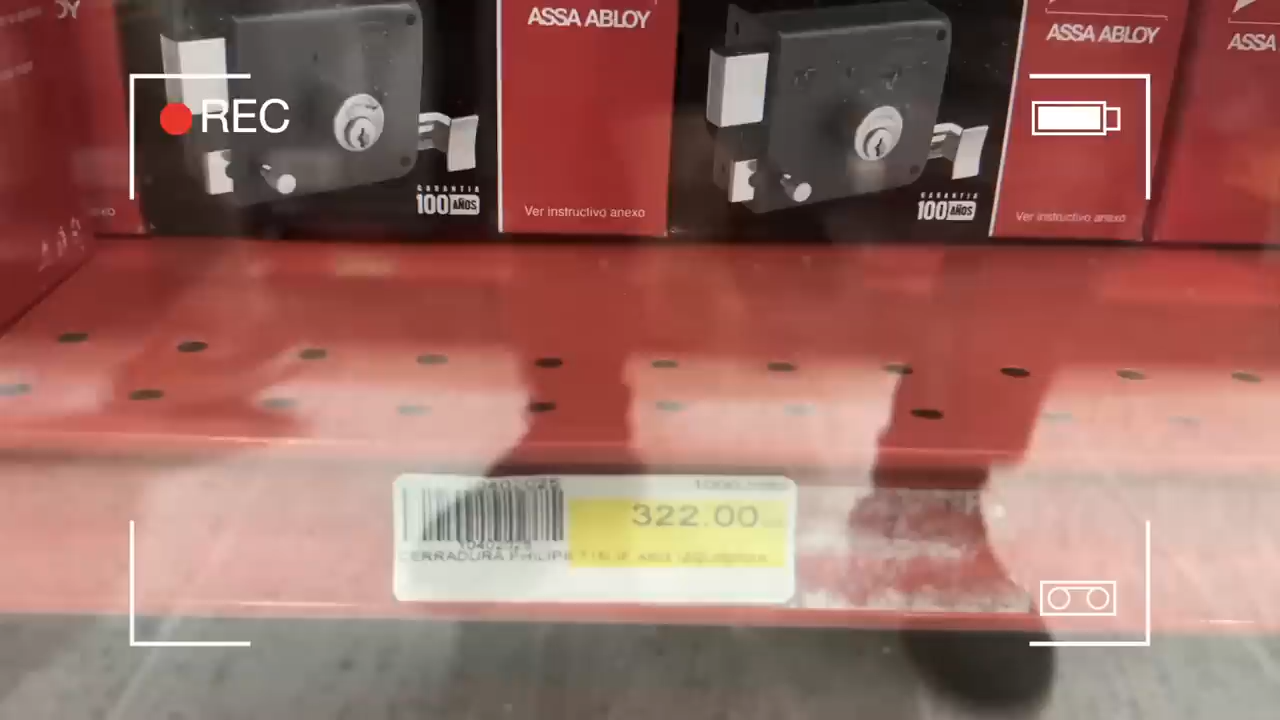 ASSA ABLOY
ASSA ABLOY
ASSA
REC
GARANTIA
100 AÑOS
GARANTIA
100 AÑOS
Ver instructivo anexo
Ver instructivo anexo
322.00
CERRADURA PHILIPS